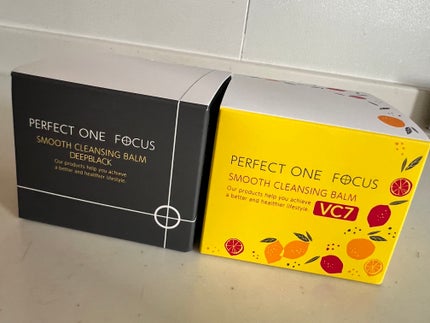 PERFECT ONE FOCUS
SMOOTH CLEANSING BALM
DEEPBLACK
Our products help you achieve
a better and healthier lifestyle.
PERFECT ONE FOCUS
SMOOTH CLEANSING BALM
Our products help you achieve
a better and healthier lifestyle.
VC7